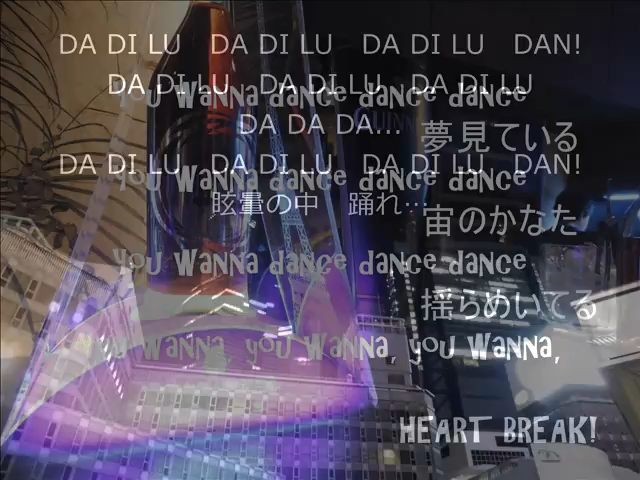 DA DI LU DA DI LU DA DI LU DAN!
DA DI LU DA DI LU DA DI LU
YOU WANNA dANCE dANCE dANCE
DA DA DA...
GUINN
夢見ている
DA DI LU DA DI LU DA DI LU DAN!
YOU WANNA dANCE dANCE dANCE
眩暈の中 踊れ…
宙のかなた
YOU WANNA dANCE dANCE dANCE
揺らめいてる
YOU WANNA, YOU WANNA, YOU WANNA,
HEART BREAK!